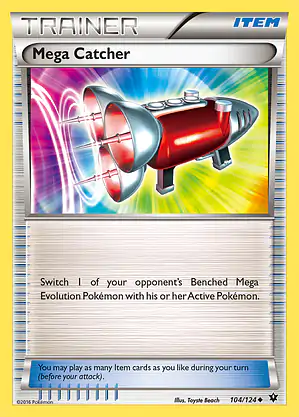 TRAINER ITEM
Mega Catcher
Switch 1 of your opponent's Benched Mega
Evolution Pokémon with his or her Active Pokémon.
You may play as many Item cards as you like during your turn
(before your attack).
©2016 Pokémon Illus. Toyste Beach 104/124